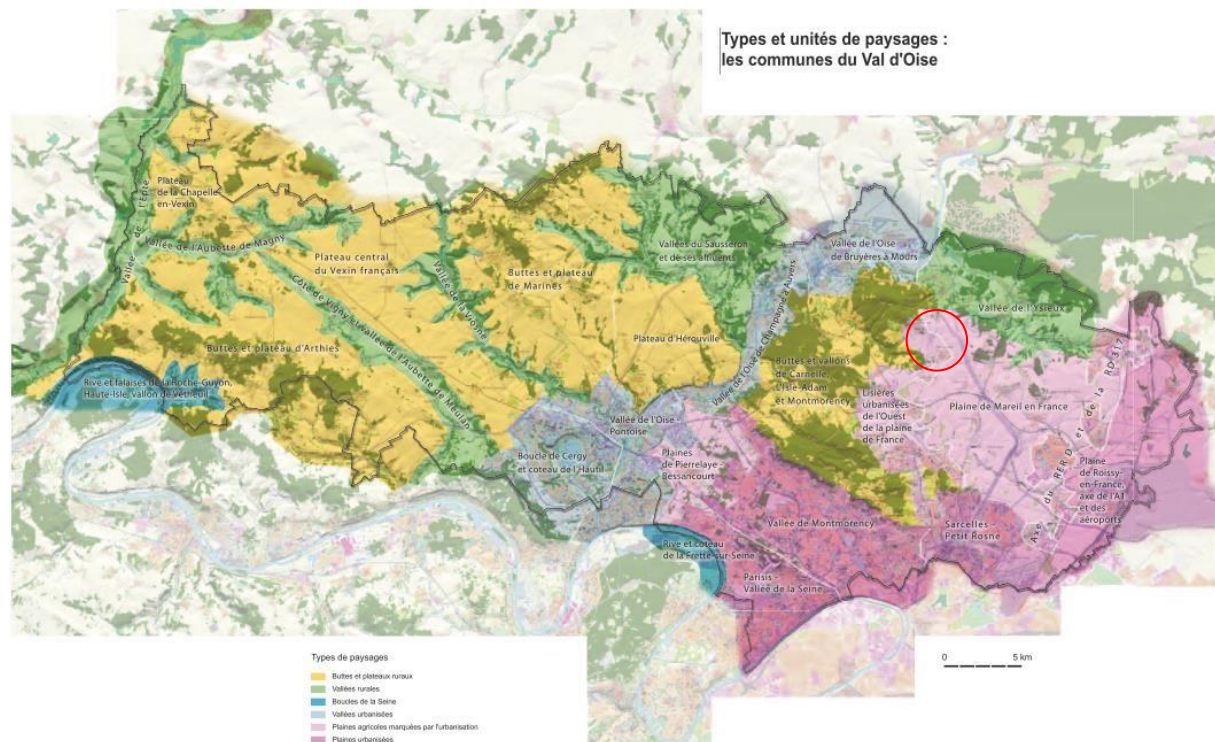 Types et unités de paysages :
les communes du Val d'Oise
Plateau
de la Chapelle-
en-Vexin
Vallée de l'Epte
Vallée de l'Aubette de Magny
Plateau central
du Vexin français
Côte de Vigny et vallée de l'Aubette de Meulan
Vallée de la Viosne
Buttes et plateau
de Marines
Vallées du Sausseron
et de ses affluents
Vallée de l'Oise
de Bruyères à Mours
Vallée de l'Ysieux
Buttes et plateau d'Arthies
Plateau d'Hérouville
Vallée de l'Oise de Champagne à Auvers
Buttes et vallons
de Carnelle,
L'Isle-Adam
et Montmorency
Lisières
urbanisées
de l'Ouest
de la plaine
de France
Plaine de Mareil en France
Axe du RER D et de la RD 317
Rive et falaises de la Roche-Guyon,
Haute-Isle, vallon de Vétheuil
Vallée de l'Oise
Pontoise
Boucle de Cergy
et coteau de l'Hautil
Plaines
de Pierrelaye -
Bessancourt
Plaine
de Roissy-
en-France,
axe de l'A1
et des
aéroports
Vallée de Montmorency
Sarcelles -
Petit Rosne
Rive et coteau
de la Frette-sur-Seine
Parisis -
Vallée de la Seine
0 5 km
Types de paysages
Buttes et plateaux ruraux
Vallées rurales
Boucles de la Seine
Vallées urbanisées
Plaines agricoles marquées par l'urbanisation
Plaines urbanisées